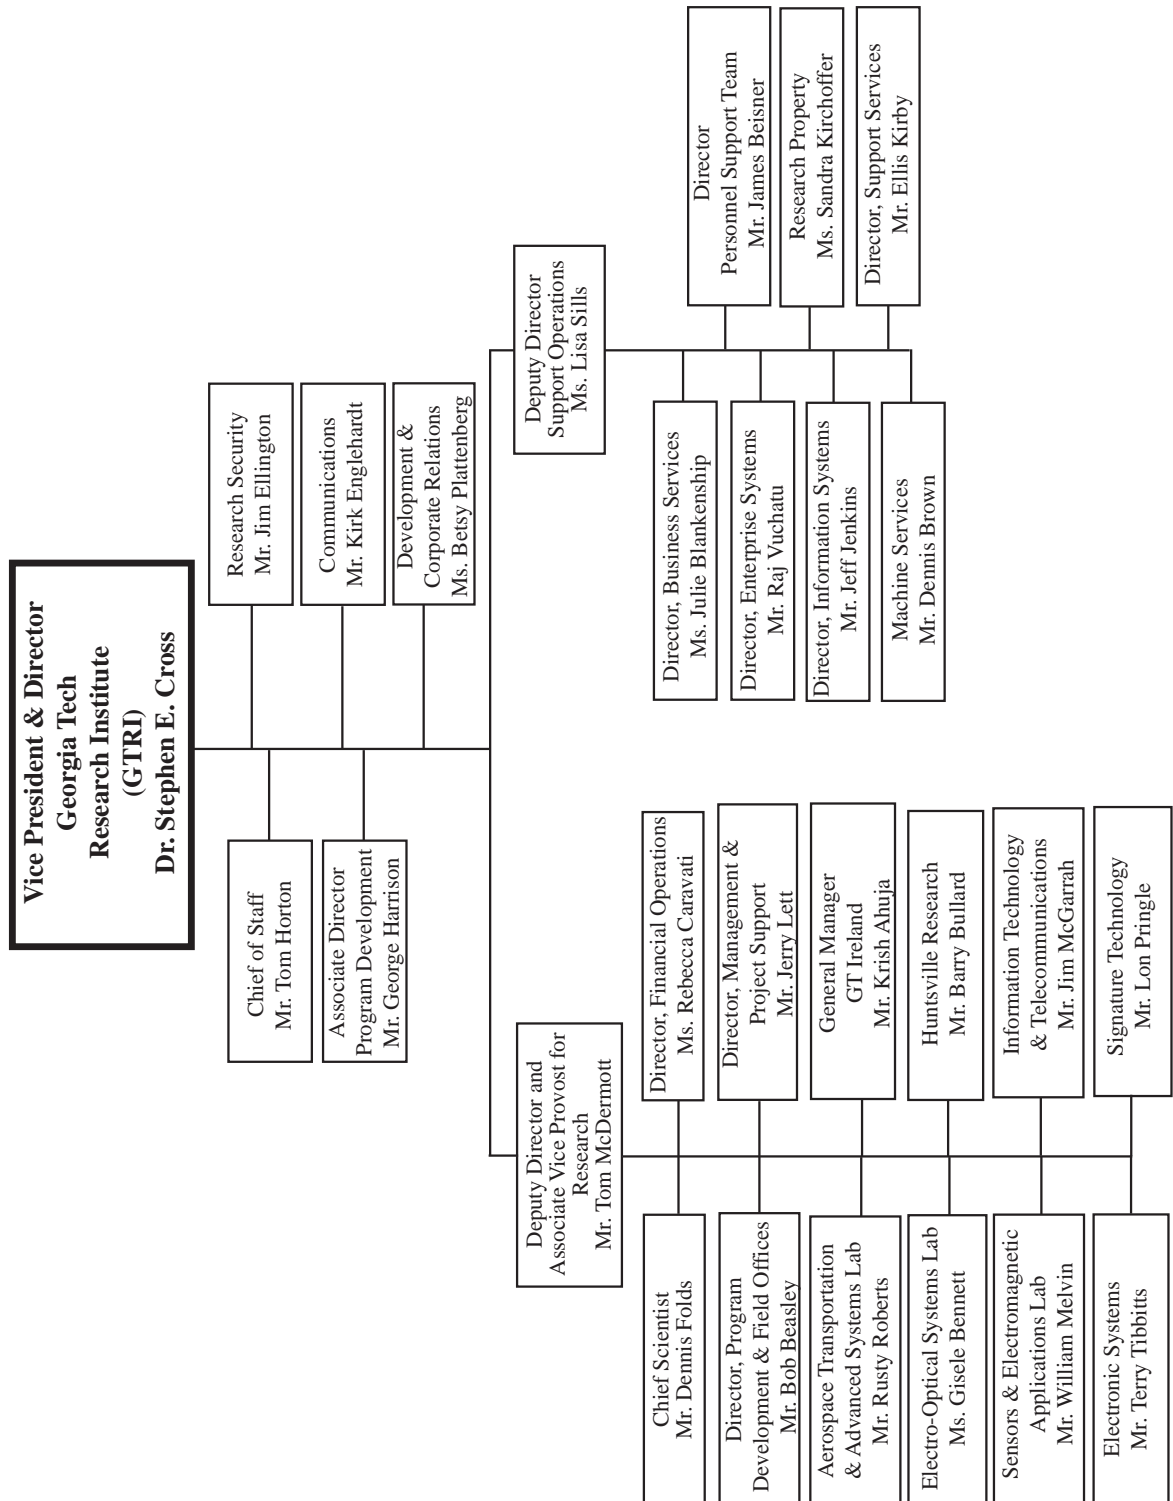 Vice President & Director
Georgia Tech
Research Institute
(GTRI)
Dr. Stephen E. Cross
Chief of Staff
Mr. Tom Horton
Research Security
Mr. Jim Ellington
Associate Director
Program Development
Mr. George Harrison
Communications
Mr. Kirk Englehardt
Development &
Corporate Relations
Ms. Betsy Plattenberg
Deputy Director and
Associate Vice Provost for
Research
Mr. Tom McDermott
Chief Scientist
Mr. Dennis Folds
Director, Financial Operations
Ms. Rebecca Caravati
Director, Program
Development & Field Offices
Mr. Bob Beasley
Director, Management &
Project Support
Mr. Jerry Lett
Aerospace Transportation
& Advanced Systems Lab
Mr. Rusty Roberts
General Manager
GT Ireland
Mr. Krish Ahuja
Electro-Optical Systems Lab
Ms. Gisele Bennett
Huntsville Research
Mr. Barry Bullard
Sensors & Electromagnetic
Applications Lab
Mr. William Melvin
Information Technology
& Telecommunications
Mr. Jim McGarrah
Electronic Systems
Mr. Terry Tibbitts
Signature Technology
Mr. Lon Pringle
Deputy Director
Support Operations
Ms. Lisa Sills
Director, Business Services
Ms. Julie Blankenship
Director
Personnel Support Team
Mr. James Beisner
Director, Enterprise Systems
Mr. Raj Vuchatu
Research Property
Ms. Sandra Kirchoffer
Director, Information Systems
Mr. Jeff Jenkins
Director, Support Services
Mr. Ellis Kirby
Machine Services
Mr. Dennis Brown